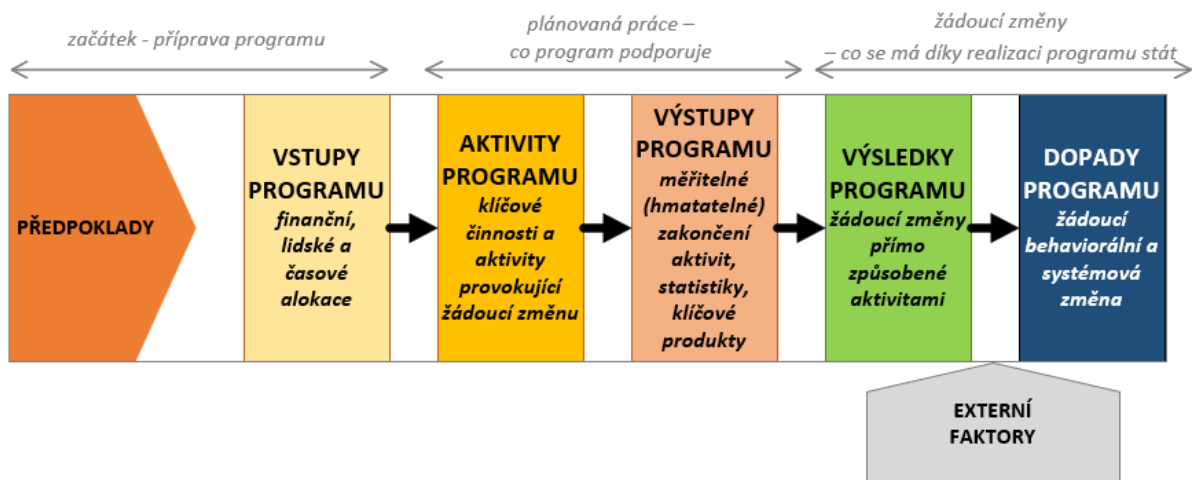 začátek - příprava programu
plánovaná práce –
co program podporuje
žádoucí změny
– co se má díky realizaci programu stát
PŘEDPOKLADY
VSTUPY
PROGRAMU
finanční,
lidské a
časové
alokace
AKTIVITY
PROGRAMU
klíčové
činnosti a
aktivity
provokující
žádoucí změnu
VÝSTUPY
PROGRAMU
měřitelné
(hmatatelné)
zakončení
aktivit,
statistiky,
klíčové
produkty
VÝSLEDKY
PROGRAMU
žádoucí změny
přímo
způsobené
aktivitami
DOPADY
PROGRAMU
žádoucí
behaviorální a
systémová
změna
EXTERNÍ
FAKTORY